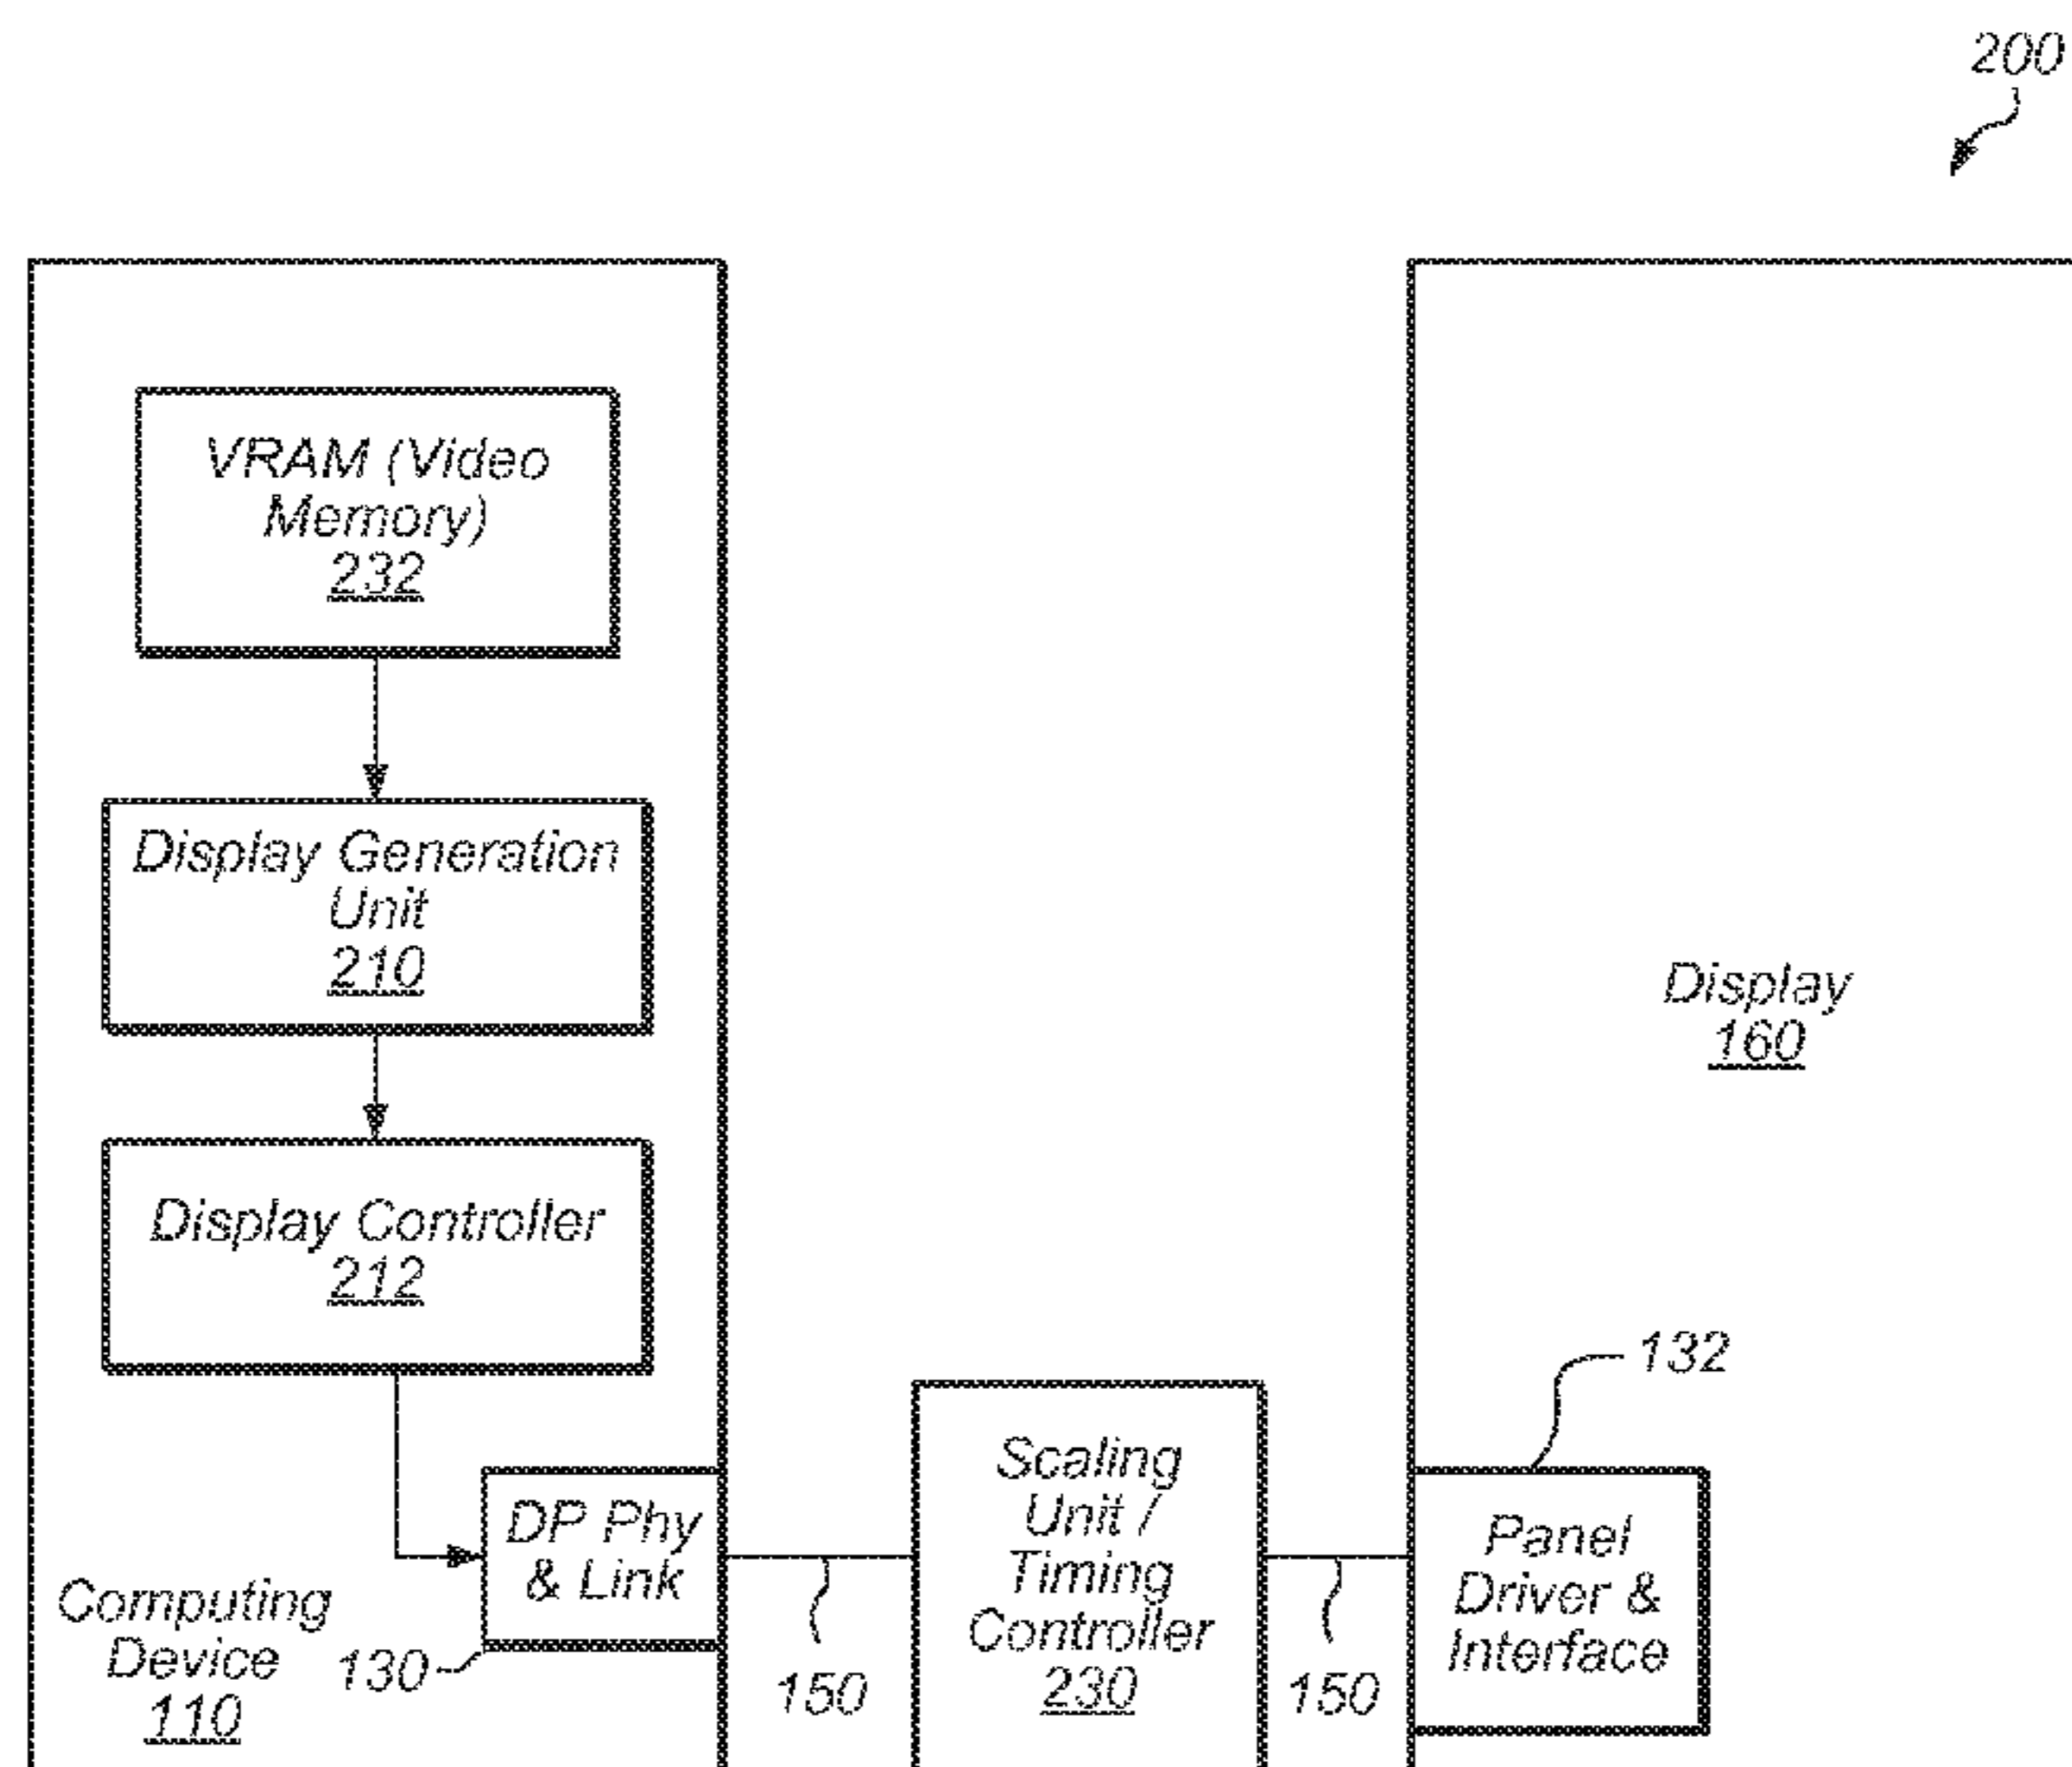 200
VRAM (Video
Memory)
232
Display Generation
Unit
210
Display Controller
212
DP Phy
& Link
130
Computing
Device
110
150
Scaling
Unit /
Timing
Controller
230
150
Display
160
132
Panel
Driver &
Interface